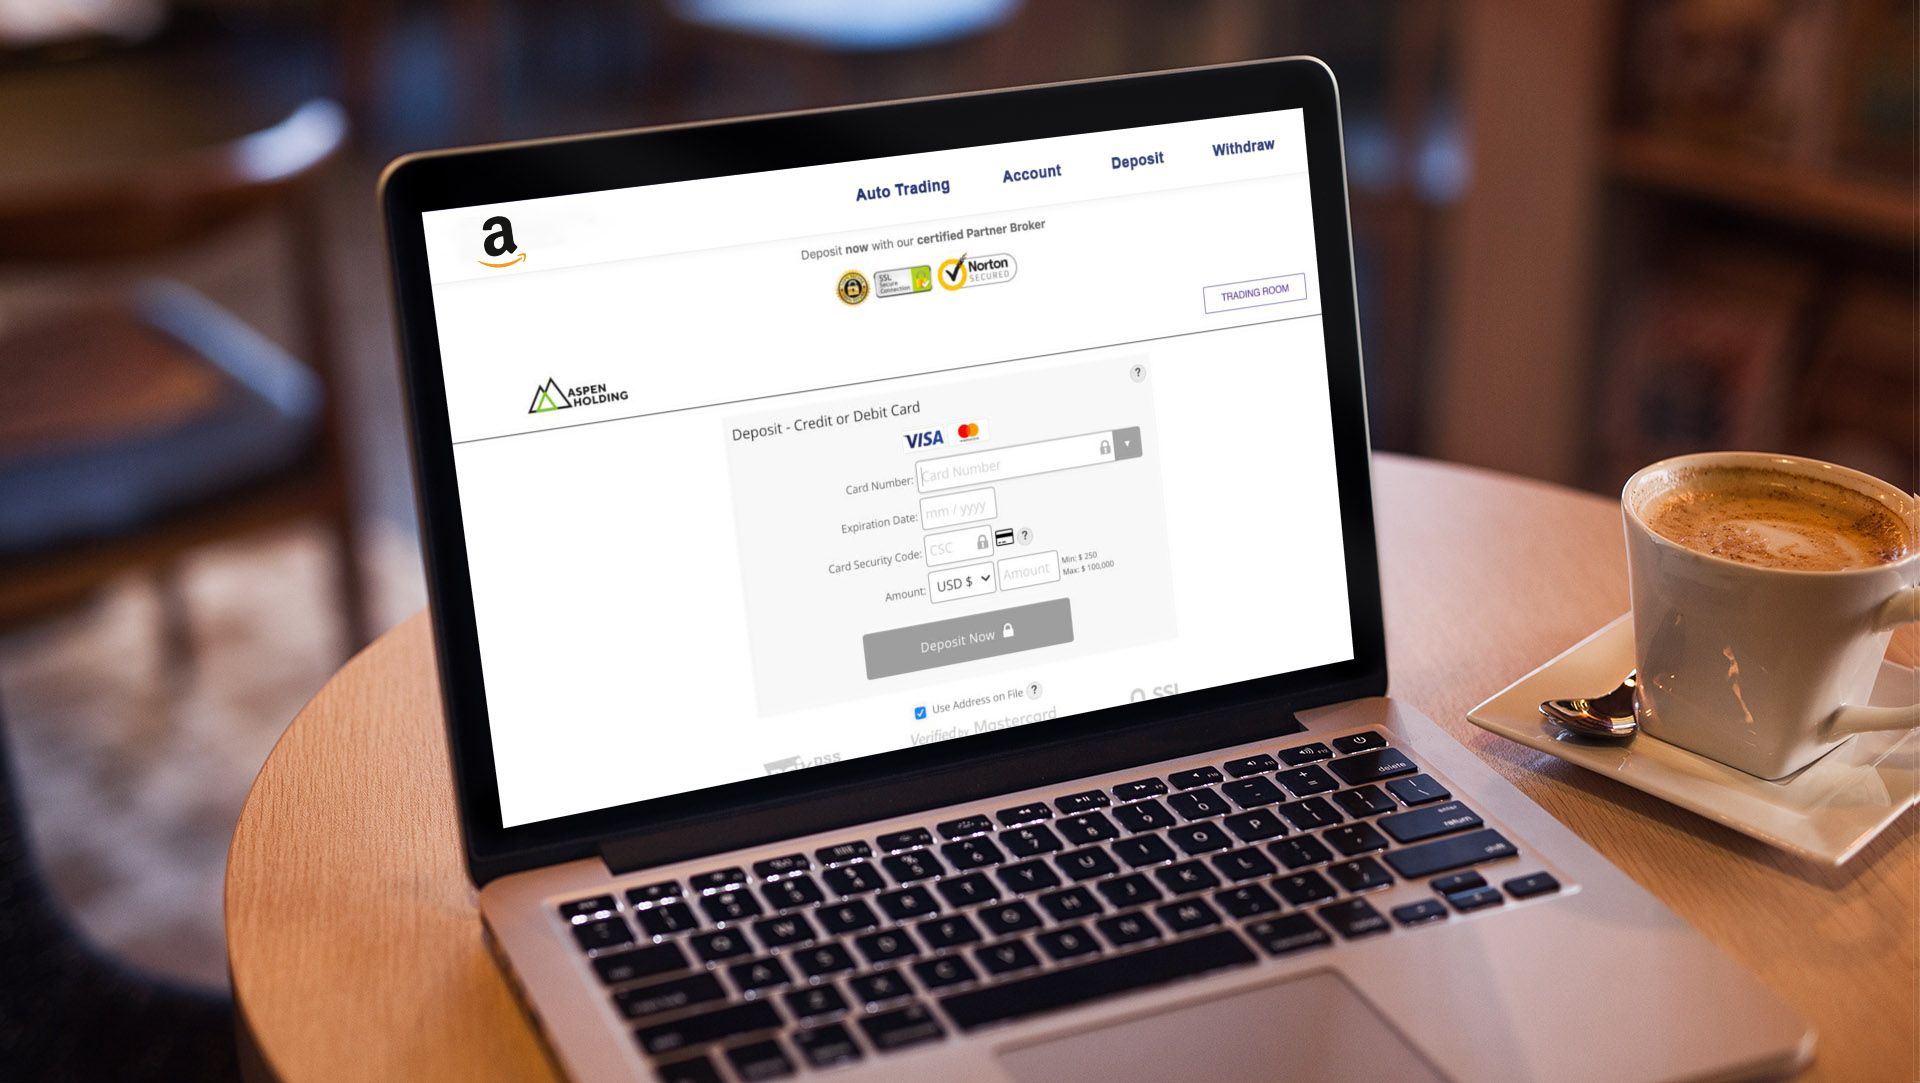 a
Auto Trading Account Deposit Withdraw
Deposit now with our certified Partner Broker
SSL
Secure
Connection
Norton
SECURED
TRADING ROOM
ASPEN
HOLDING
?
Deposit - Credit or Debit Card
VISA
Card Number: Card Number
Expiration Date: mm / yyyy
Card Security Code: CSC ?
Amount: USD $ Amount Min: $ 250
Max: $ 100,000
Deposit Now
Use Address on File ?
Verified by Mastercard
SSL
DSS
delete
return
shift